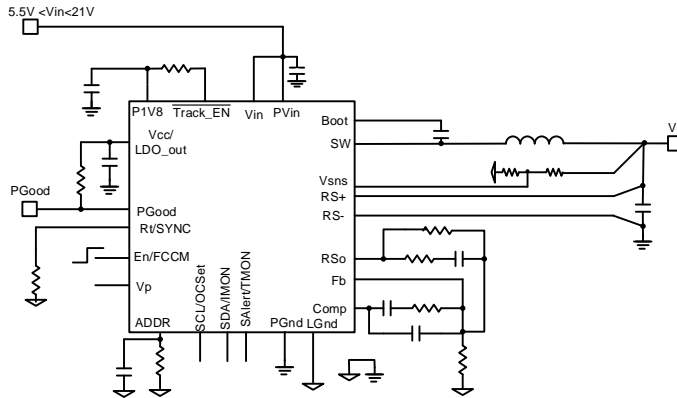 5.5V <Vin<21V
P1V8
Track_EN
Vin
PVin
Boot
Vcc/
LDO_out
SW
V
Vsns
PGood
RS+
PGood
RS-
Rt/SYNC
En/FCCM
RSo
Fb
Vp
Comp
ADDR
SCL/OCSet
SDA/IMON
SAlert/TMON
PGnd
LGnd